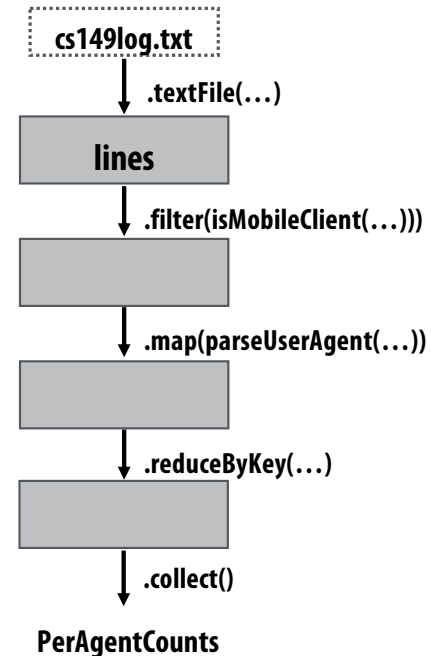 cs149log.txt
.textFile(...)
lines
.filter(isMobileClient(...)))
.map(parseUserAgent(...))
.reduceByKey(...)
.collect()
PerAgentCounts